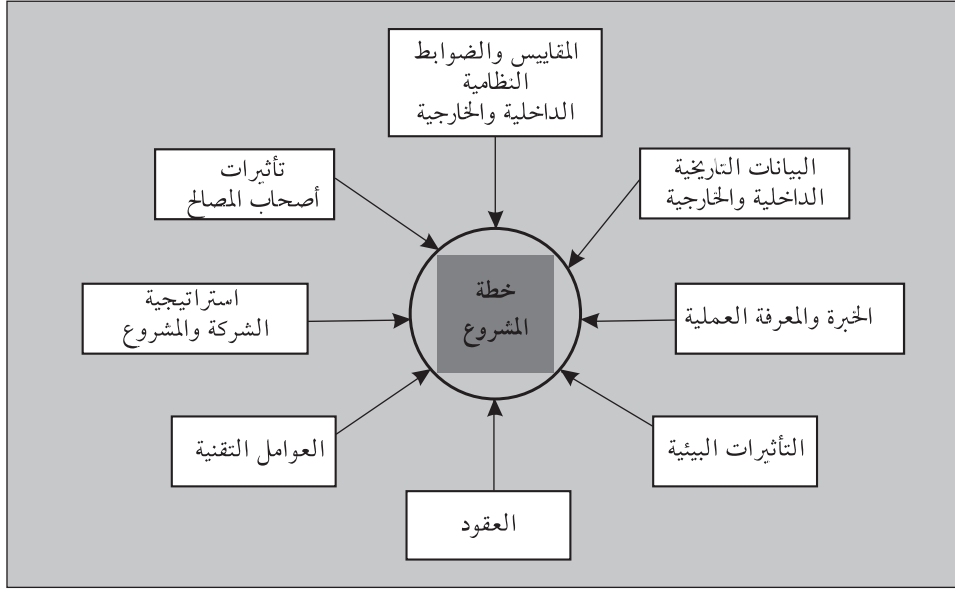 المقاييس والضوابط
النظامية
الداخلية والخارجية
البيانات التاريخية
الداخلية والخارجية
تأثيرات
أصحاب المصالح
خطة
المشروع
الخبرة والمعرفة العملية
استراتيجية
الشركة والمشروع
التأثيرات البيئية
العوامل التقنية
العقود